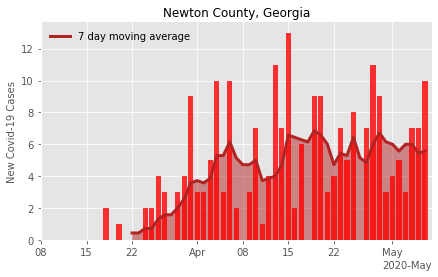 Newton County, Georgia
7 day moving average
New Covid-19 Cases
12
10
8
6
4
2
0
08
15
22
Apr
08
15
22
May
2020-May